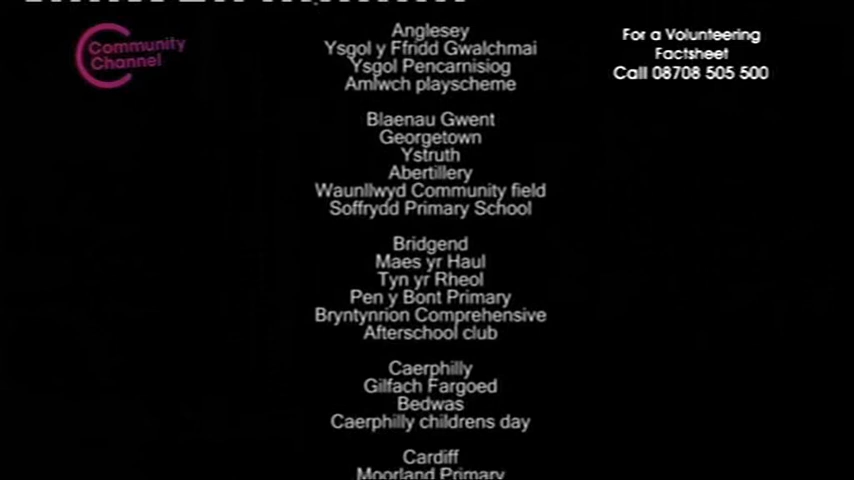 Community
Channel
For a Volunteering
Factsheet
Call 08708 505 500
Anglesey
Ysgol y Ffridd Gwalchmai
Ysgol Pencarnisiog
Amlwch playscheme
Blaenau Gwent
Georgetown
Ystruth
Abertillery
Waunllwyd Community field
Soffrydd Primary School
Bridgend
Maes yr Haul
Tyn yr Rheol
Pen y Bont Primary
Bryntynrion Comprehensive
Afterschool club
Caerphilly
Gilfach Fargoed
Bedwas
Caerphilly childrens day
Cardiff
Moorland Primary